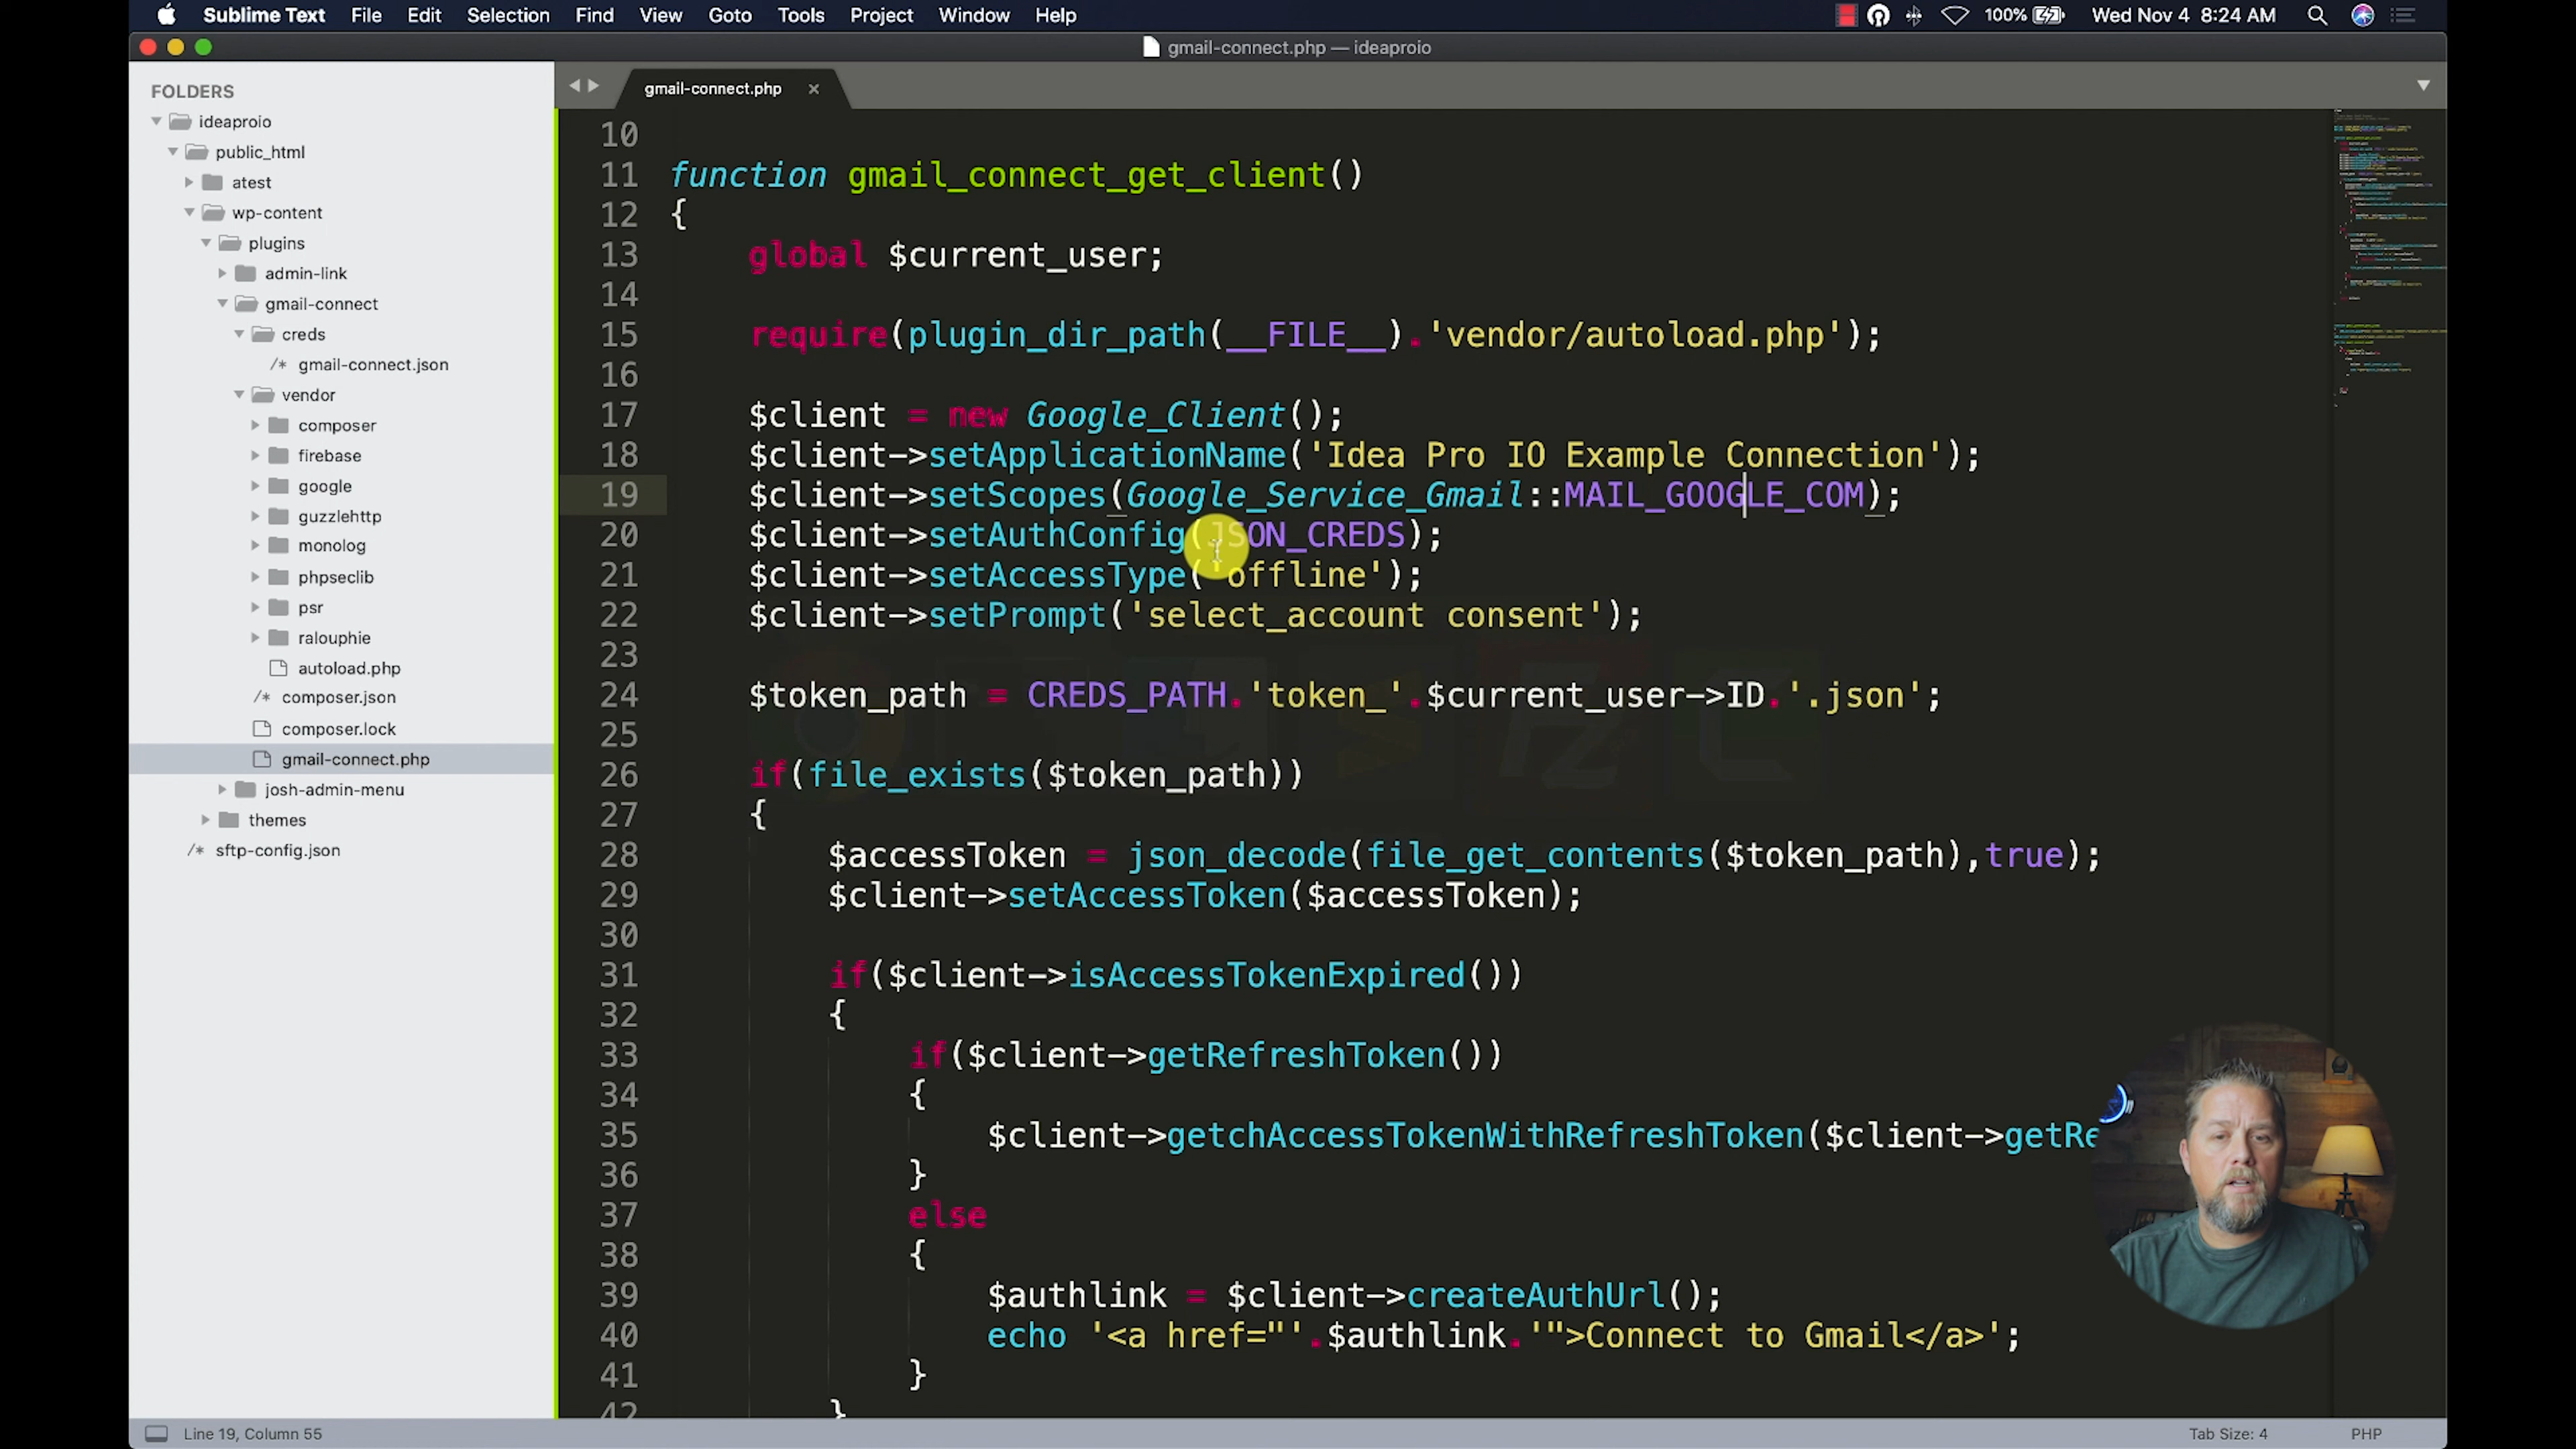 Sublime Text File Edit Selection Find View Goto Tools Project Window Help 100% Wed Nov 4 8:24 AM
gmail-connect.php — ideaproio
FOLDERS
ideaproio
public_html
atest
wp-content
plugins
admin-link
gmail-connect
creds
/* gmail-connect.json
vendor
composer
firebase
google
guzzlehttp
monolog
phpseclib
psr
ralouphie
autoload.php
/* composer.json
composer.lock
gmail-connect.php
josh-admin-menu
themes
/* sftp-config.json
gmail-connect.php ×
10
11 function gmail_connect_get_client()
12 {
13 global $current_user;
14
15 require(plugin_dir_path(__FILE__).'vendor/autoload.php');
16
17 $client = new Google_Client();
18 $client->setApplicationName('Idea Pro IO Example Connection');
19 $client->setScopes(Google_Service_Gmail::MAIL_GOOGLE_COM);
20 $client->setAuthConfig(JSON_CREDS);
21 $client->setAccessType('offline');
22 $client->setPrompt('select_account consent');
23
24 $token_path = CREDS_PATH.'token_'.$current_user->ID.'.json';
25
26 if(file_exists($token_path))
27 {
28 $accessToken = json_decode(file_get_contents($token_path),true);
29 $client->setAccessToken($accessToken);
30
31 if($client->isAccessTokenExpired())
32 {
33 if($client->getRefreshToken())
34 {
35 $client->getchAccessTokenWithRefreshToken($client->getRe
36 }
37 else
38 {
39 $authlink = $client->createAuthUrl();
40 echo '<a href="'.$authlink.'">Connect to Gmail</a>';
41 }
42 }
Line 19, Column 55 Tab Size: 4 PHP